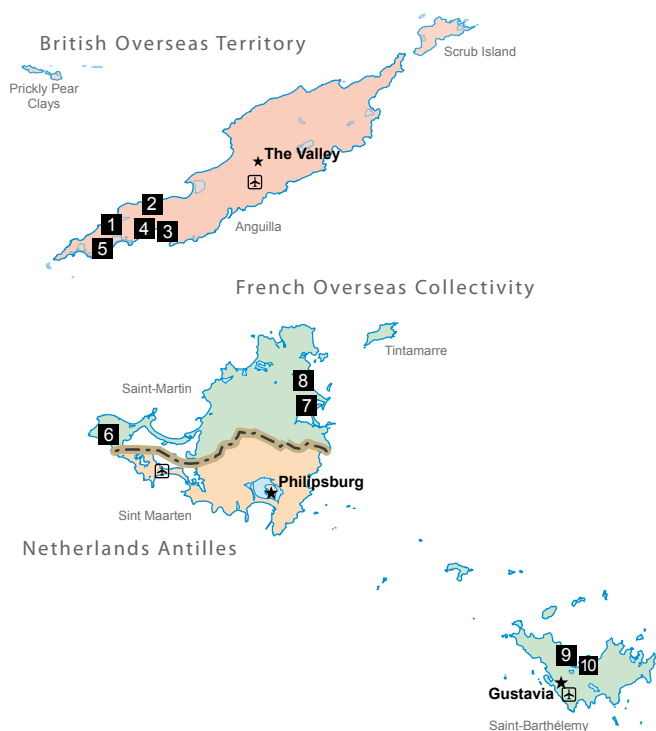 British Overseas Territory
Scrub Island
Prickly Pear
Clays
The Valley
2
1
4
3
5
Anguilla
French Overseas Collectivity
Tintamarre
Saint-Martin
8
7
6
Philipsburg
Sint Maarten
Netherlands Antilles
9
10
Gustavia
Saint-Barthélemy